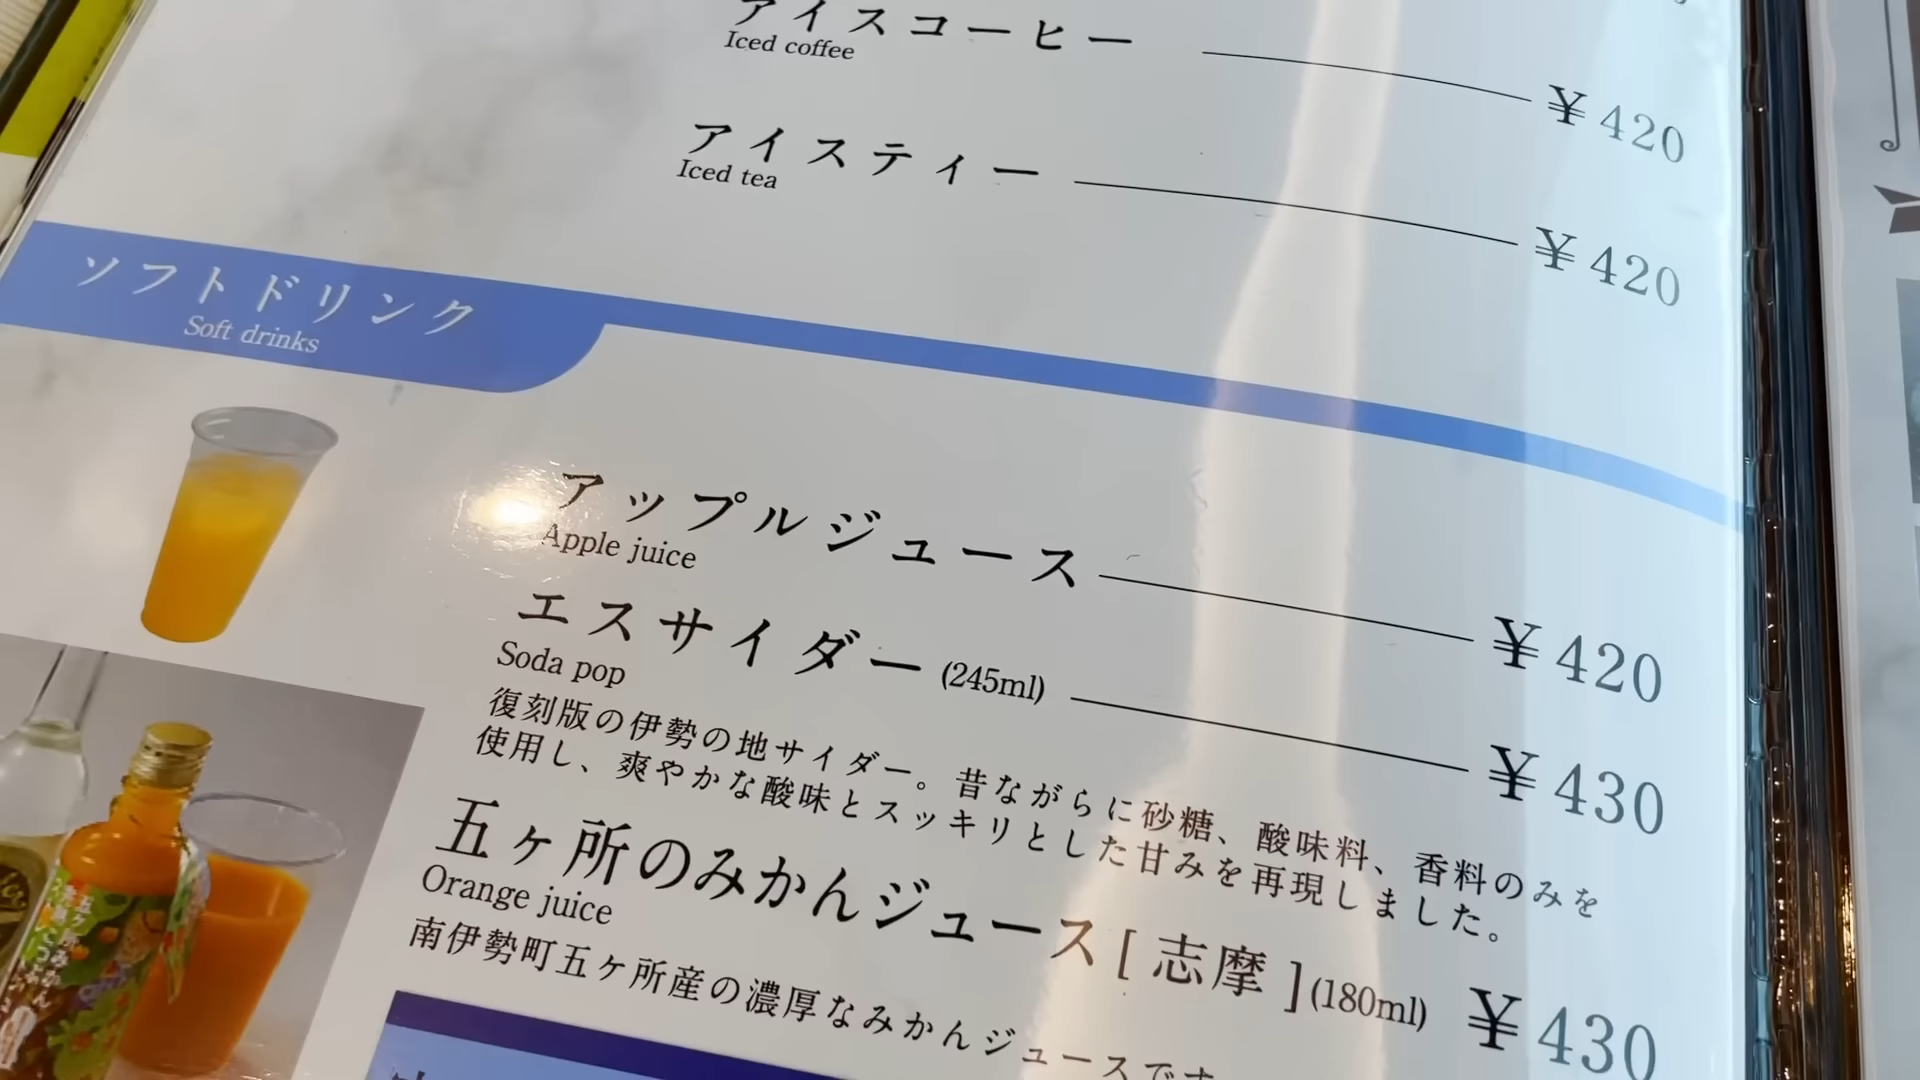 アイスコーヒー
Iced coffee
¥420
アイスティー
Iced tea
¥420
ソフトドリンク
Soft drinks
アップルジュース
Apple juice
¥420
エスサイダー(245ml)
Soda pop
¥430
復刻版の伊勢の地サイダー。昔ながらに砂糖、酸味料、香料のみを
使用し、爽やかな酸味とスッキリとした甘みを再現しました。
五ヶ所のみかんジュース[志摩](180ml)
Orange juice
¥430
南伊勢町五ヶ所産の濃厚なみかんジュースです